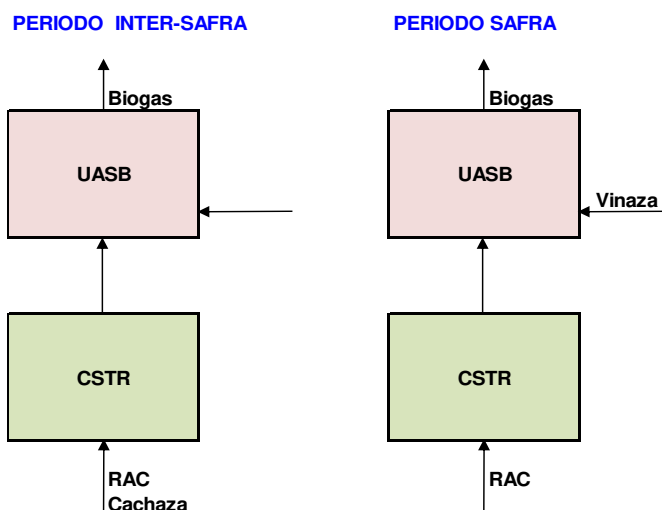 PERIODO INTER-SAFRA
Biogas
UASB
CSTR
RAC
Cachaza
PERIODO SAFRA
Biogas
UASB
Vinaza
CSTR
RAC